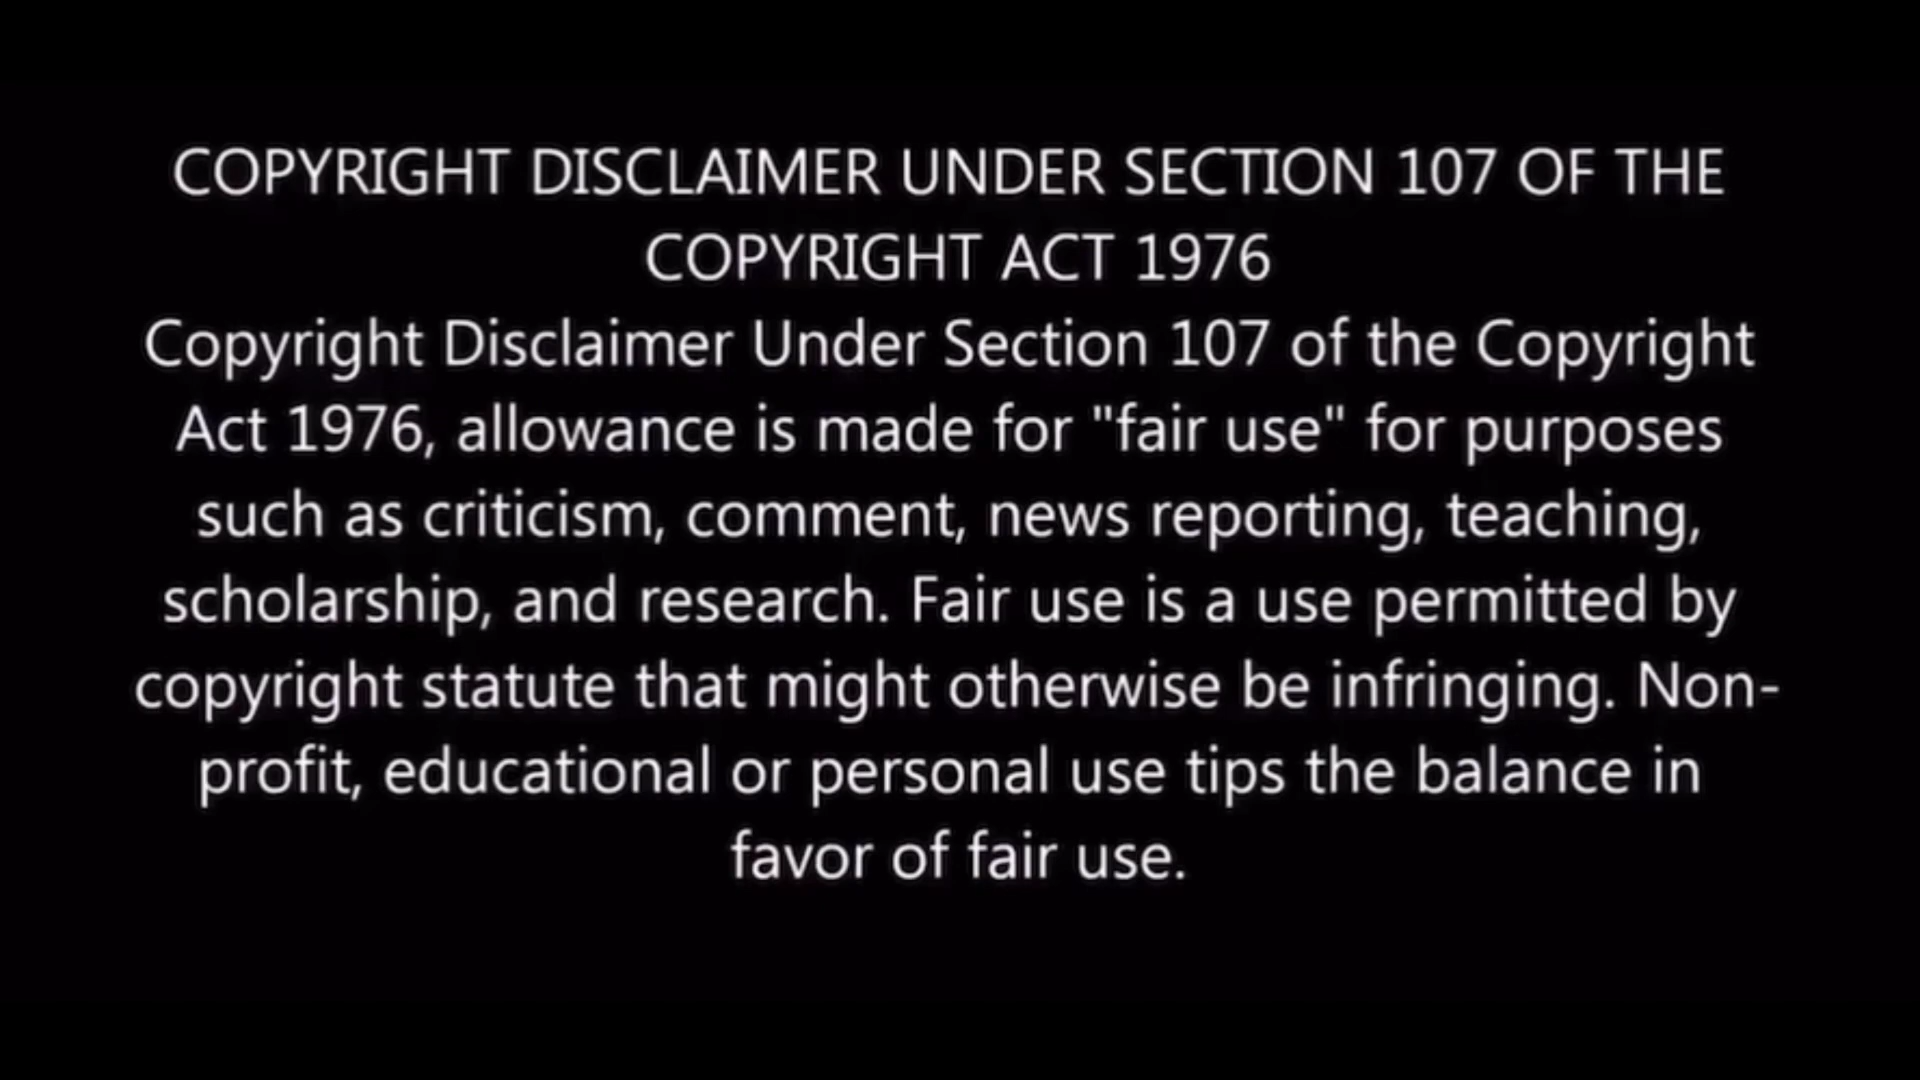 COPYRIGHT DISCLAIMER UNDER SECTION 107 OF THE
COPYRIGHT ACT 1976
Copyright Disclaimer Under Section 107 of the Copyright
Act 1976, allowance is made for "fair use" for purposes
such as criticism, comment, news reporting, teaching,
scholarship, and research. Fair use is a use permitted by
copyright statute that might otherwise be infringing. Non-
profit, educational or personal use tips the balance in
favor of fair use.